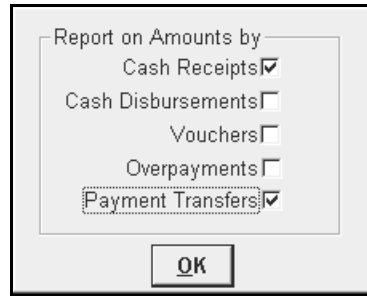 Report on Amounts by
Cash Receipts
Cash Disbursements
Vouchers
Overpayments
Payment Transfers
OK